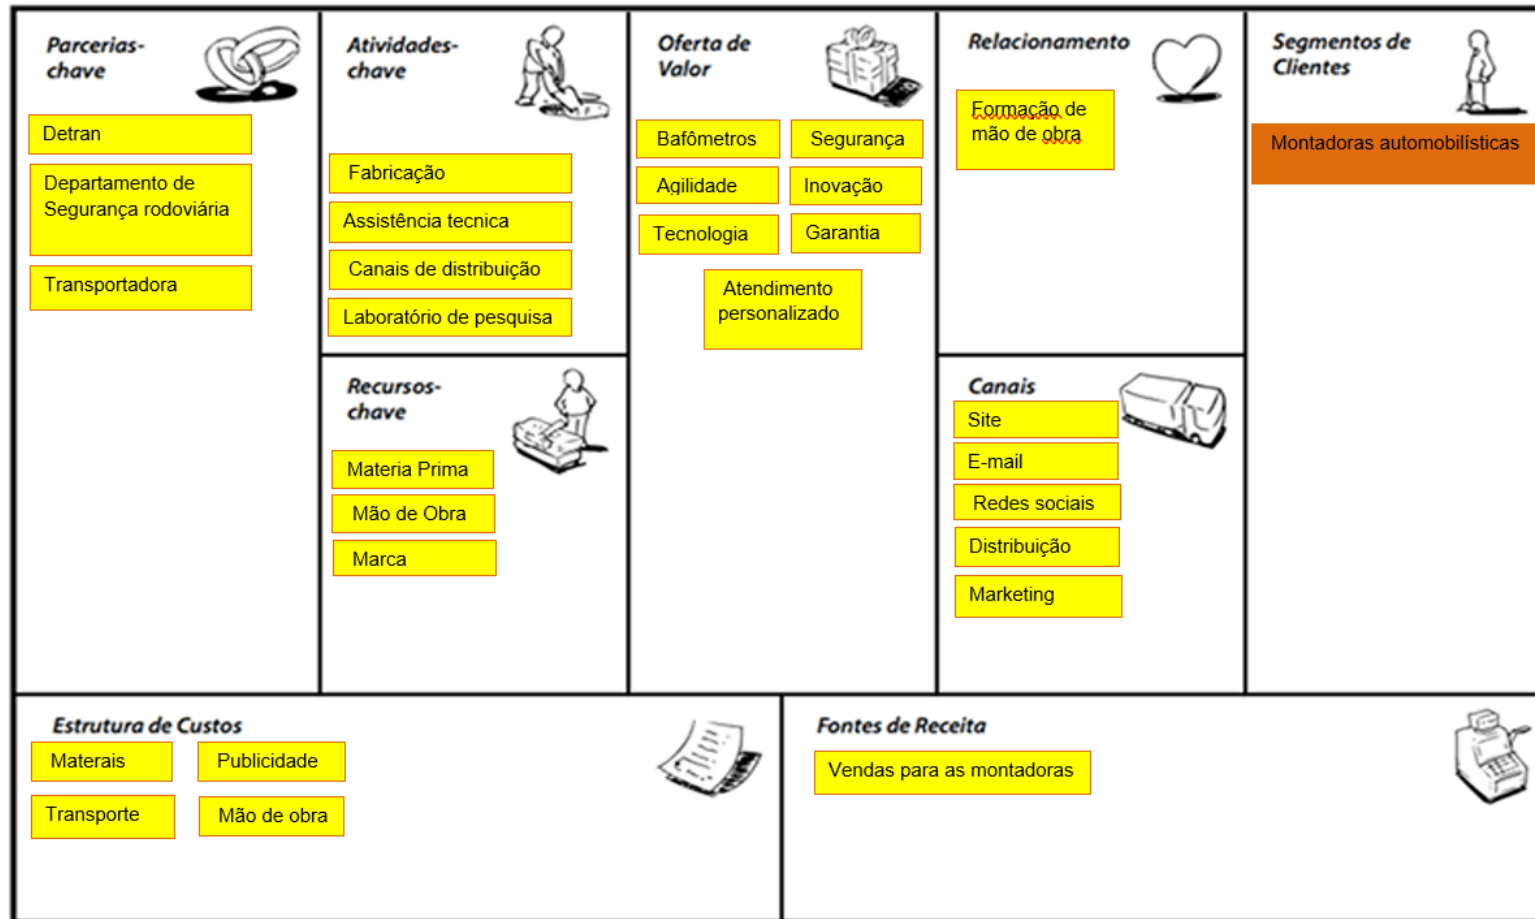 Parcerias-
chave
Detran
Departamento de
Segurança rodoviária
Transportadora
Atividades-
chave
Fabricação
Assistência tecnica
Canais de distribuição
Laboratório de pesquisa
Recursos-
chave
Materia Prima
Mão de Obra
Marca
Oferta de
Valor
Bafômetros
Segurança
Agilidade
Inovação
Tecnologia
Garantia
Atendimento
personalizado
Relacionamento
Formação de
mão de obra
Canais
Site
E-mail
Redes sociais
Distribuição
Marketing
Segmentos de
Clientes
Montadoras automobilísticas
Estrutura de Custos
Materais
Publicidade
Transporte
Mão de obra
Fontes de Receita
Vendas para as montadoras